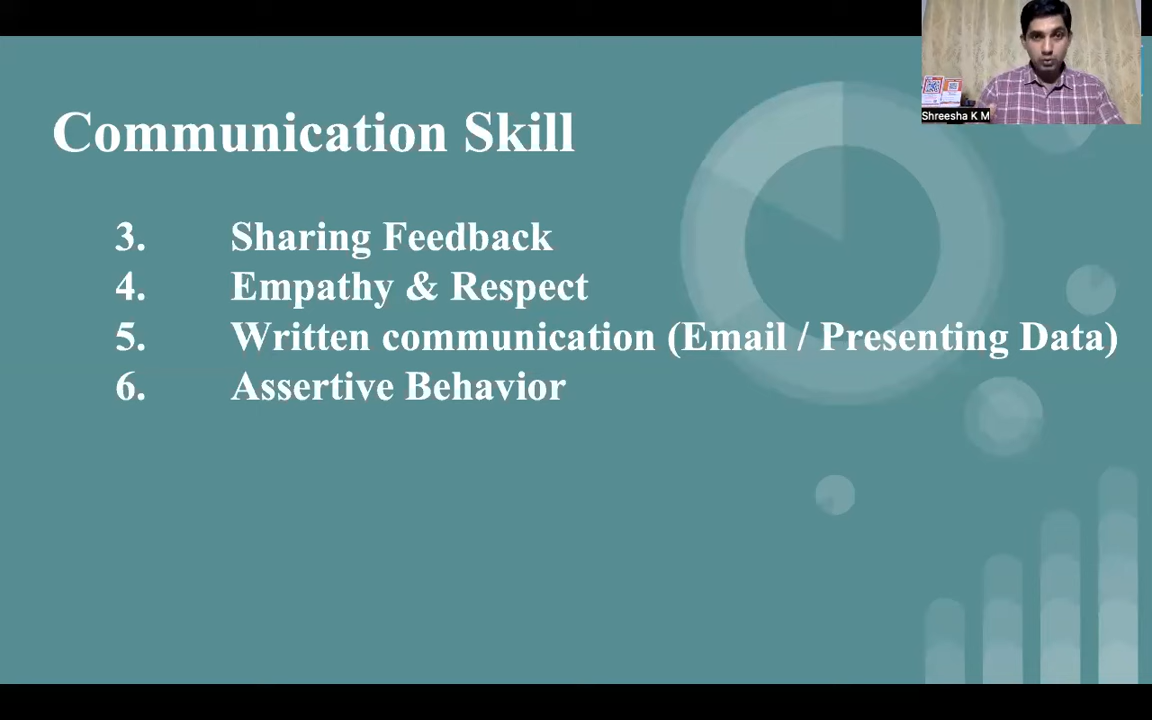 Communication Skill
3. Sharing Feedback
4. Empathy & Respect
5. Written communication (Email / Presenting Data)
6. Assertive Behavior
Shreesha K M